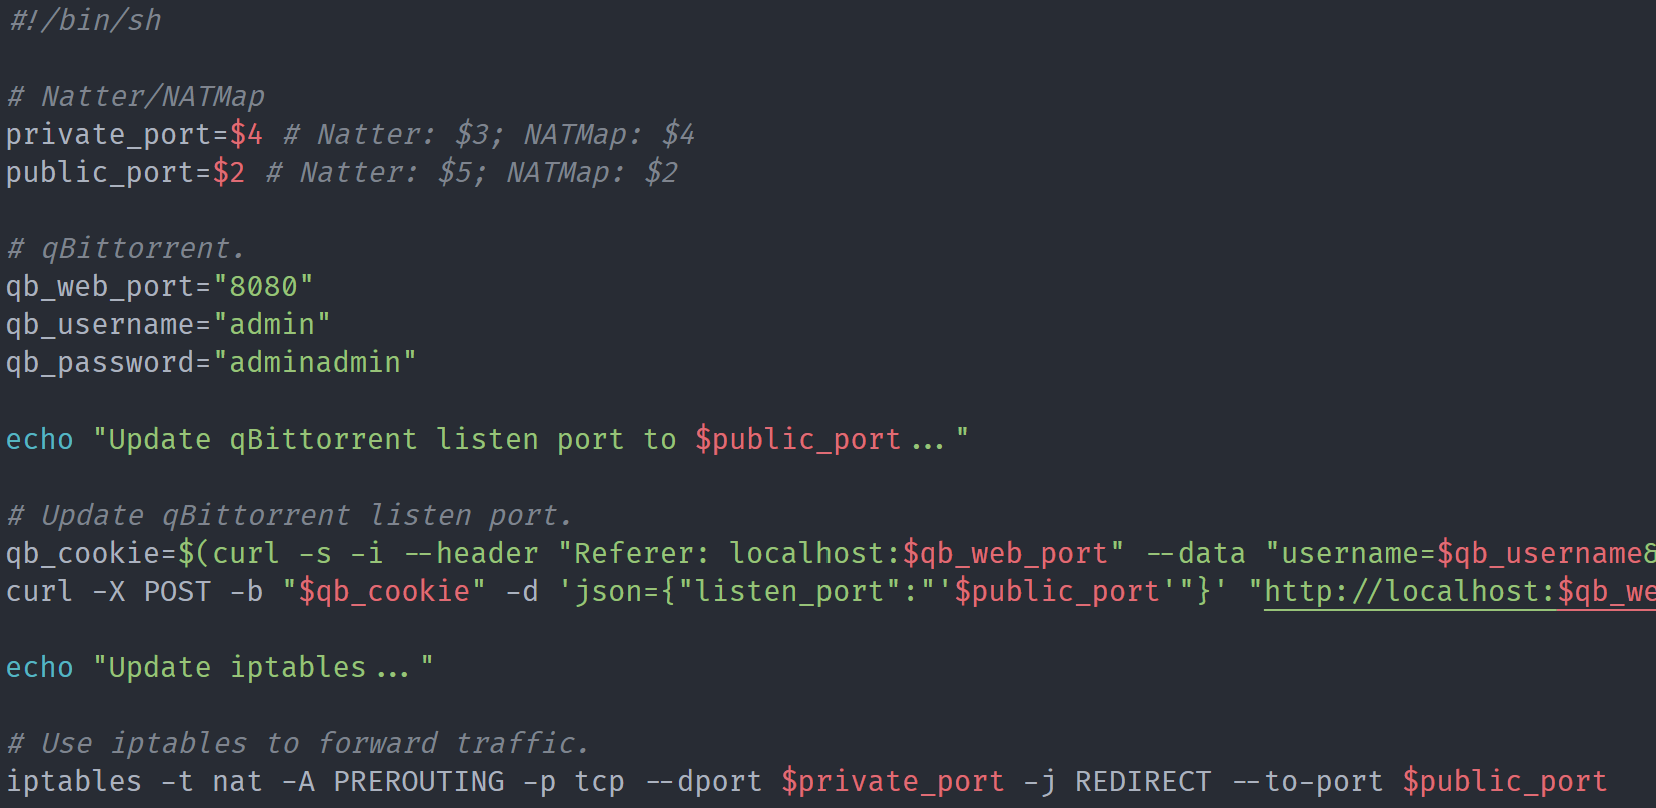 #!/bin/sh
# Natter/NATMap
private_port=$4 # Natter: $3; NATMap: $4
public_port=$2 # Natter: $5; NATMap: $2
# qBittorrent.
qb_web_port="8080"
qb_username="admin"
qb_password="adminadmin"
echo "Update qBittorrent listen port to $public_port..."
# Update qBittorrent listen port.
qb_cookie=$(curl -s -i --header "Referer: localhost:$qb_web_port" --data "username=$qb_username&
curl -X POST -b "$qb_cookie" -d 'json={"listen_port":"'$public_port'"}' "http://localhost:$qb_we
echo "Update iptables..."
# Use iptables to forward traffic.
iptables -t nat -A PREROUTING -p tcp --dport $private_port -j REDIRECT --to-port $public_port